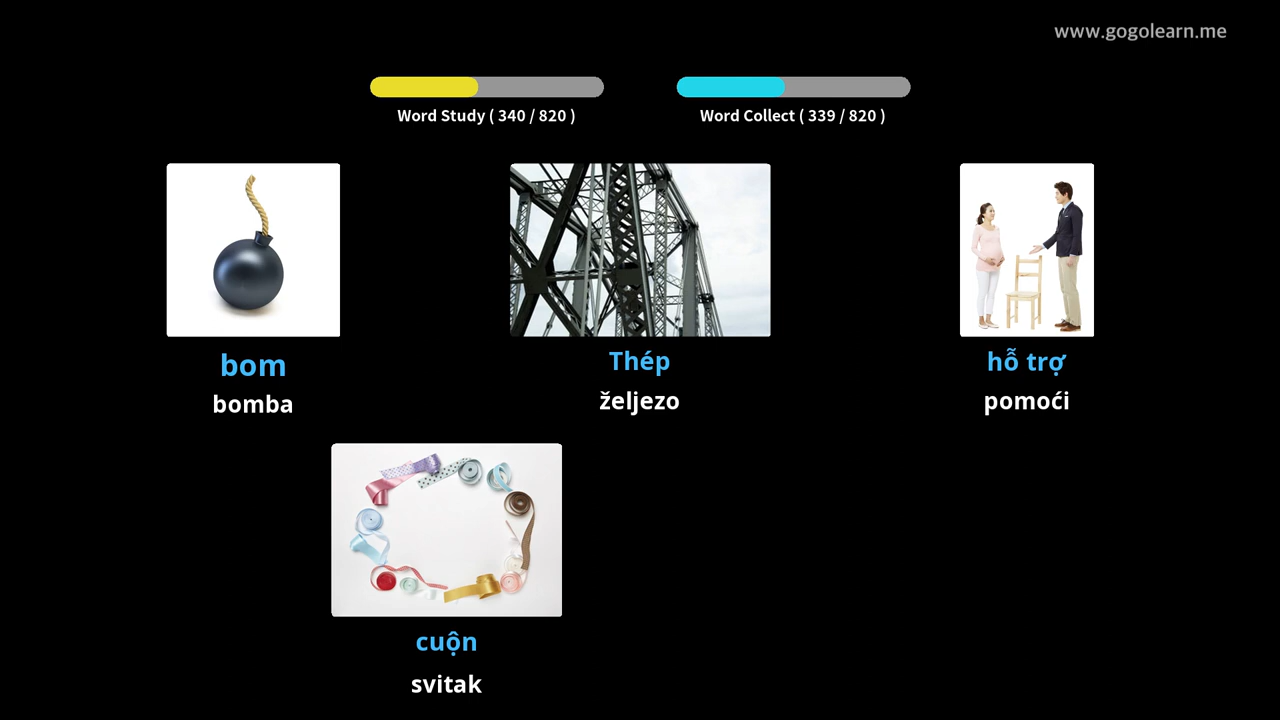 www.gogolearn.me
Word Study ( 340 / 820 )
Word Collect ( 339 / 820 )
bom
bomba
Thép
željezo
hỗ trợ
pomoći
cuộn
svitak